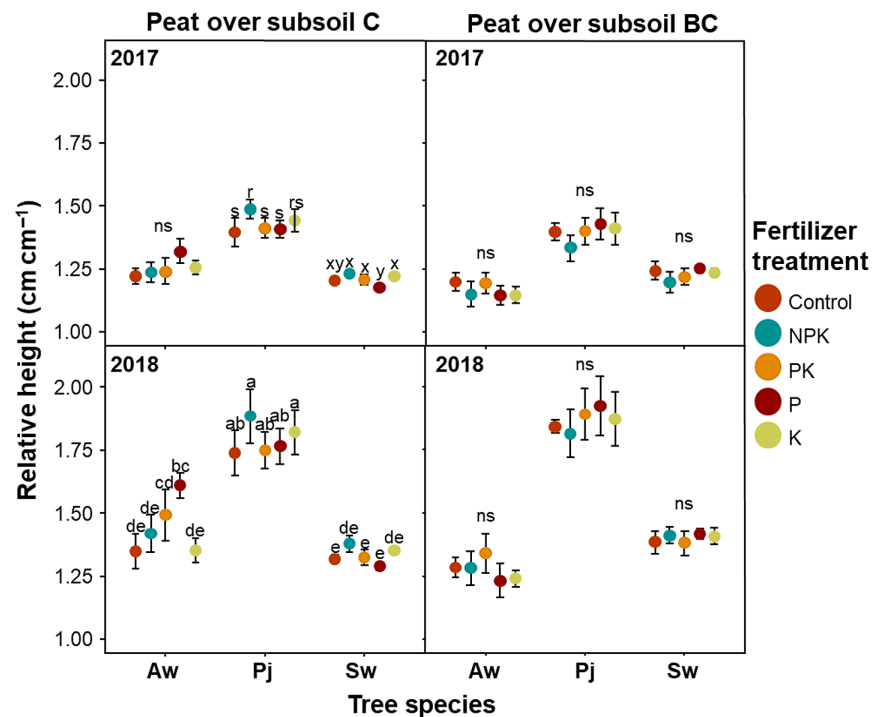 Peat over subsoil C Peat over subsoil BC
2017 2017
2.00
1.75
1.50
1.25
1.00
ns
s r s s rs
xy x x y x
ns
ns
ns
2018 2018
2.00
1.75
1.50
1.25
1.00
de de cd bc de
ab a ab ab a
e de e e de
ns
ns
ns
Aw Pj Sw Aw Pj Sw
Tree species
Relative height (cm cm⁻¹)
Fertilizer
treatment
Control
NPK
PK
P
K